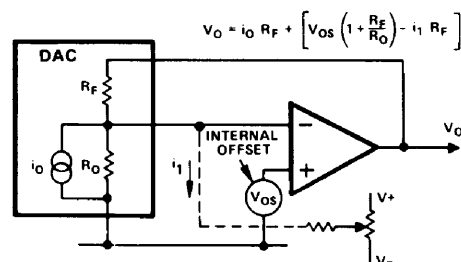 V_O = i_O R_F + [V_OS (1 + R_F/R_O) - i_1 R_F]
DAC
R_F
i_O
R_O
i_1
INTERNAL
OFFSET
V_OS
−
+
V_O
V+
V−